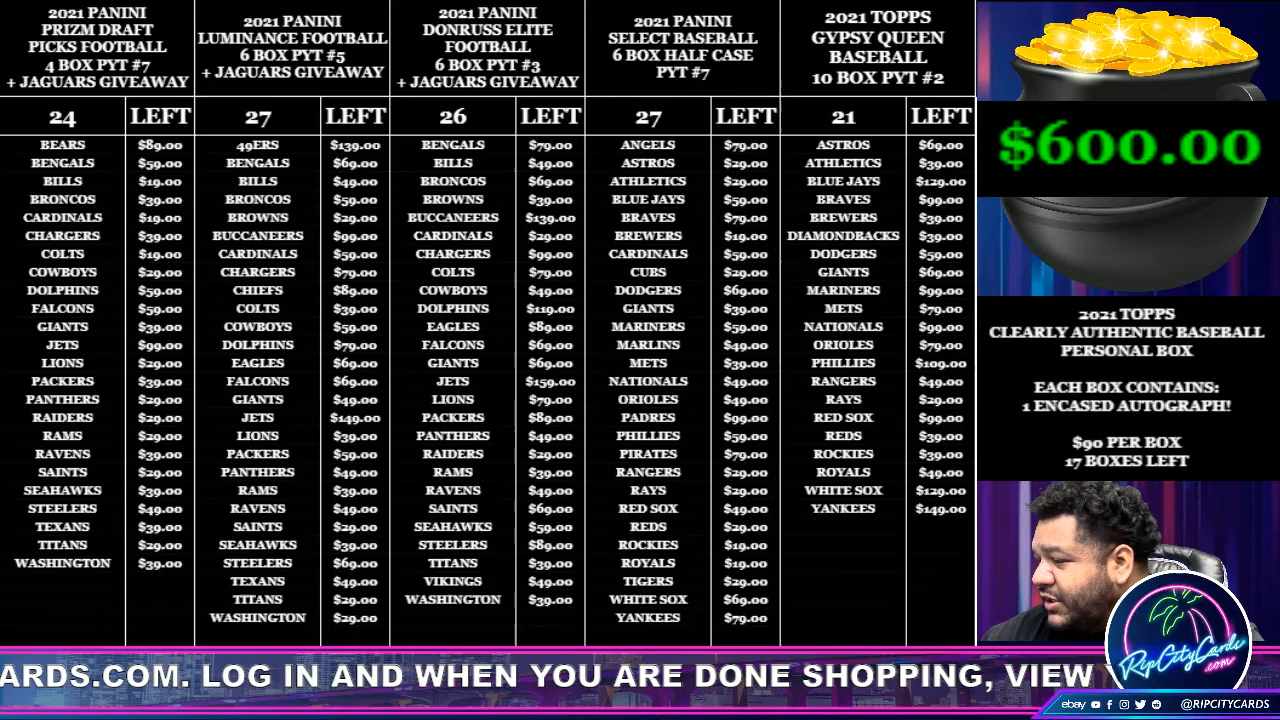 2021 PANINI
PRIZM DRAFT
PICKS FOOTBALL
4 BOX PYT #7
+ JAGUARS GIVEAWAY
24 LEFT
BEARS $89.00
BENGALS $59.00
BILLS $19.00
BRONCOS $39.00
CARDINALS $19.00
CHARGERS $39.00
COLTS $19.00
COWBOYS $29.00
DOLPHINS $59.00
FALCONS $59.00
GIANTS $39.00
JETS $99.00
LIONS $29.00
PACKERS $39.00
PANTHERS $29.00
RAIDERS $29.00
RAMS $29.00
RAVENS $39.00
SAINTS $29.00
SEAHAWKS $39.00
STEELERS $49.00
TEXANS $39.00
TITANS $29.00
WASHINGTON $39.00
2021 PANINI
LUMINANCE FOOTBALL
6 BOX PYT #5
+ JAGUARS GIVEAWAY
27 LEFT
49ERS $139.00
BENGALS $69.00
BILLS $49.00
BRONCOS $59.00
BROWNS $29.00
BUCCANEERS $99.00
CARDINALS $59.00
CHARGERS $79.00
CHIEFS $89.00
COLTS $39.00
COWBOYS $59.00
DOLPHINS $79.00
EAGLES $69.00
FALCONS $69.00
GIANTS $49.00
JETS $149.00
LIONS $39.00
PACKERS $59.00
PANTHERS $49.00
RAMS $39.00
RAVENS $49.00
SAINTS $29.00
SEAHAWKS $39.00
STEELERS $69.00
TEXANS $49.00
TITANS $29.00
WASHINGTON $29.00
2021 PANINI
DONRUSS ELITE
FOOTBALL
6 BOX PYT #3
+ JAGUARS GIVEAWAY
26 LEFT
BENGALS $79.00
BILLS $49.00
BRONCOS $69.00
BROWNS $39.00
BUCCANEERS $139.00
CARDINALS $29.00
CHARGERS $99.00
COLTS $79.00
COWBOYS $49.00
DOLPHINS $119.00
EAGLES $89.00
FALCONS $69.00
GIANTS $69.00
JETS $159.00
LIONS $79.00
PACKERS $89.00
PANTHERS $49.00
RAIDERS $29.00
RAMS $39.00
RAVENS $49.00
SAINTS $69.00
SEAHAWKS $59.00
STEELERS $89.00
TITANS $39.00
VIKINGS $49.00
WASHINGTON $39.00
2021 PANINI
SELECT BASEBALL
6 BOX HALF CASE
PYT #7
27 LEFT
ANGELS $79.00
ASTROS $29.00
ATHLETICS $29.00
BLUE JAYS $59.00
BRAVES $79.00
BREWERS $19.00
CARDINALS $59.00
CUBS $29.00
DODGERS $69.00
GIANTS $39.00
MARINERS $59.00
MARLINS $49.00
METS $39.00
NATIONALS $49.00
ORIOLES $49.00
PADRES $99.00
PHILLIES $59.00
PIRATES $79.00
RANGERS $29.00
RAYS $29.00
RED SOX $49.00
REDS $29.00
ROCKIES $19.00
ROYALS $19.00
TIGERS $29.00
WHITE SOX $69.00
YANKEES $79.00
2021 TOPPS
GYPSY QUEEN
BASEBALL
10 BOX PYT #2
21 LEFT
ASTROS $69.00
ATHLETICS $39.00
BLUE JAYS $129.00
BRAVES $99.00
BREWERS $39.00
DIAMONDBACKS $39.00
DODGERS $59.00
GIANTS $69.00
MARINERS $99.00
METS $79.00
NATIONALS $99.00
ORIOLES $79.00
PHILLIES $109.00
RANGERS $49.00
RAYS $29.00
RED SOX $99.00
REDS $39.00
ROCKIES $39.00
ROYALS $49.00
WHITE SOX $129.00
YANKEES $149.00
$600.00
2021 TOPPS
CLEARLY AUTHENTIC BASEBALL
PERSONAL BOX
EACH BOX CONTAINS:
1 ENCASED AUTOGRAPH!
$90 PER BOX
17 BOXES LEFT
RipCityCards
.com
ARDS.COM. LOG IN AND WHEN YOU ARE DONE SHOPPING, VIEW
ebay @RIPCITYCARDS